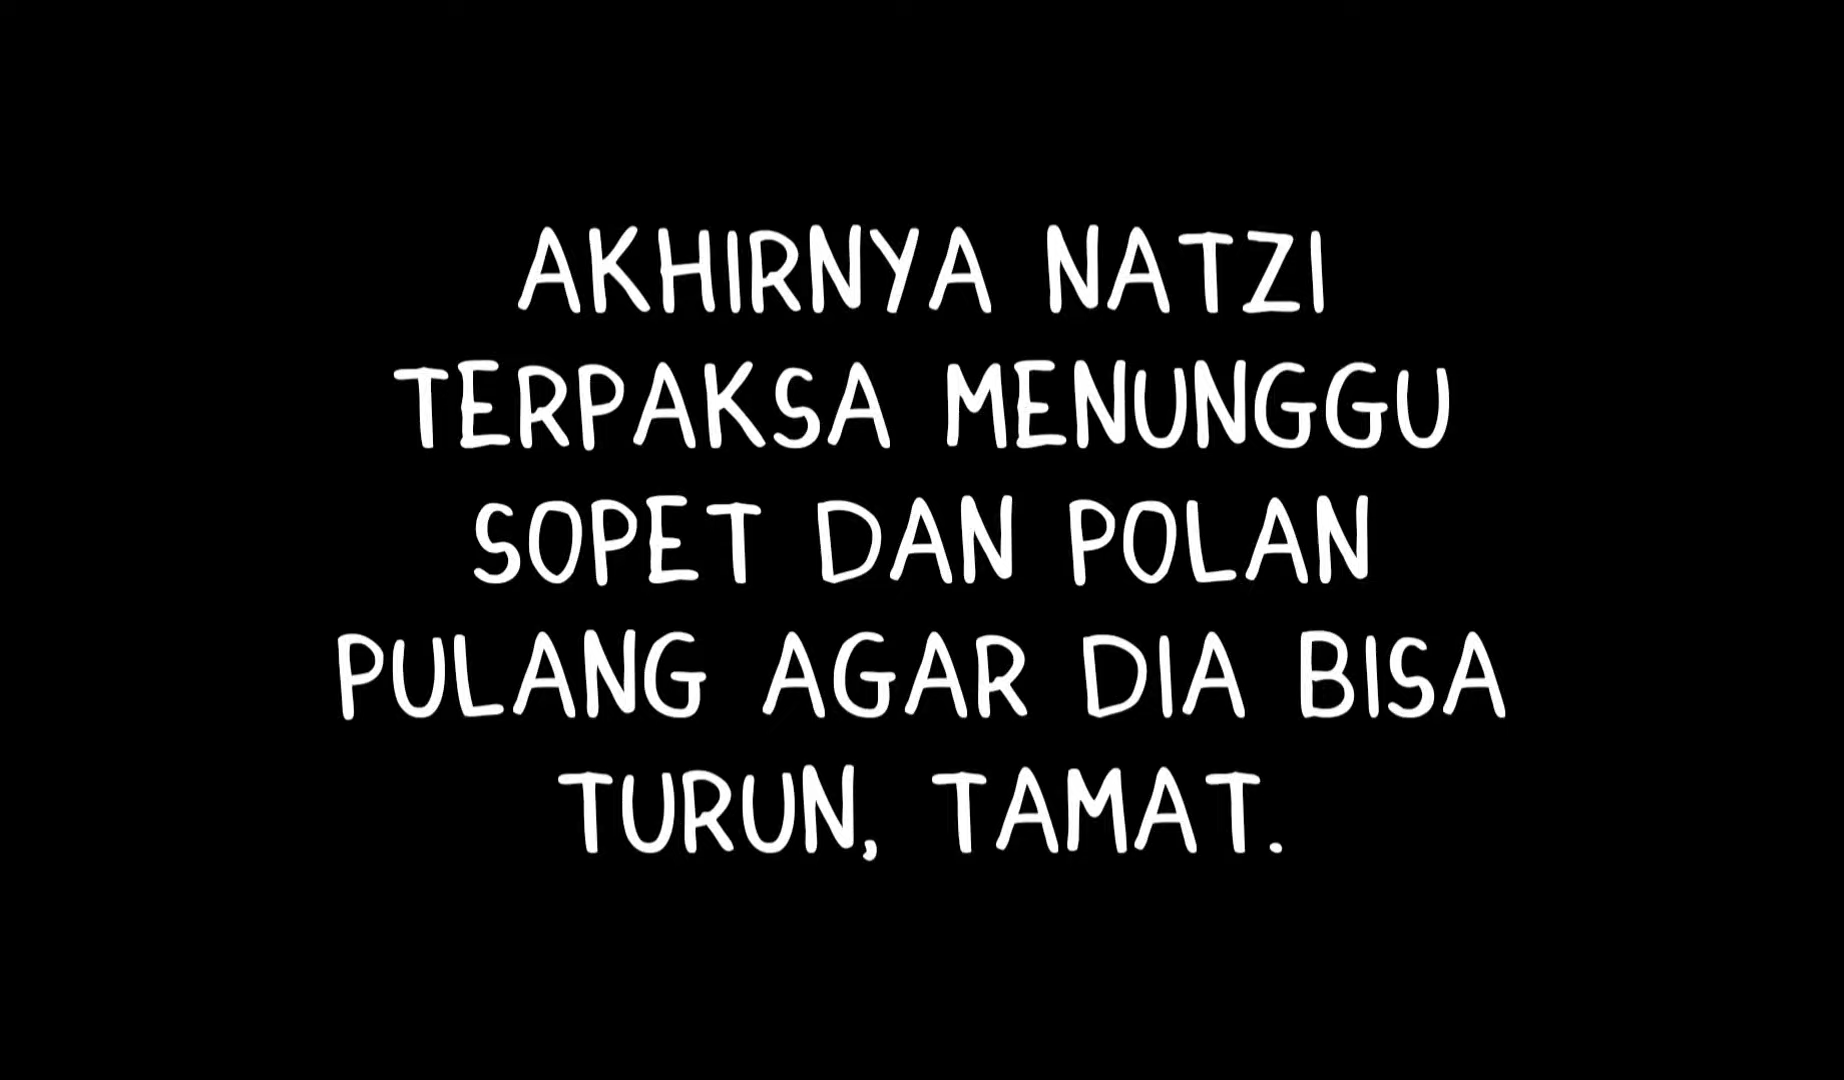 AKHIRNYA NATZI
TERPAKSA MENUNGGU
SOPET DAN POLAN
PULANG AGAR DIA BISA
TURUN, TAMAT.